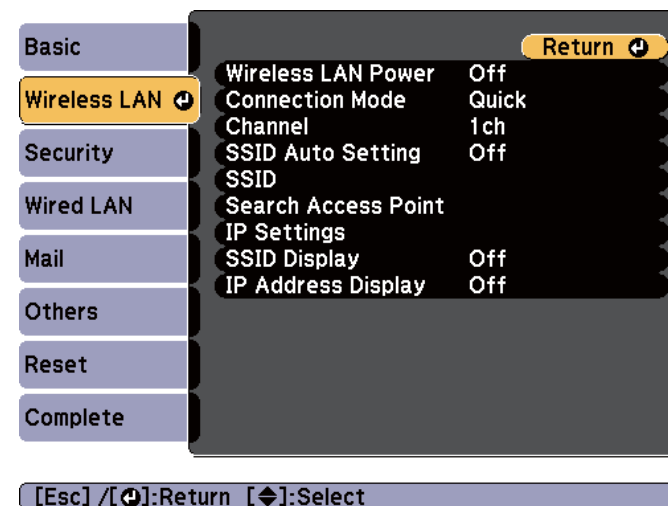 Basic
Wireless LAN
Security
Wired LAN
Mail
Others
Reset
Complete
Return
Wireless LAN Power Off
Connection Mode Quick
Channel 1ch
SSID Auto Setting Off
SSID
Search Access Point
IP Settings
SSID Display Off
IP Address Display Off
[Esc] /[⏎]:Return [◆]:Select